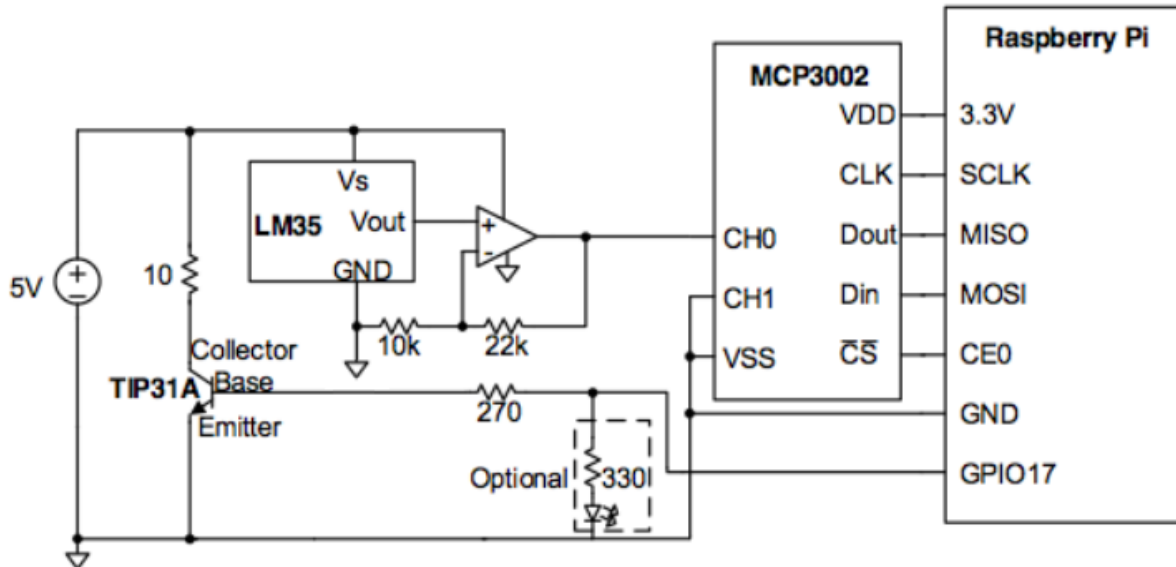 Raspberry Pi
MCP3002
VDD
3.3V
CLK
SCLK
Vs
LM35
Vout
+
-
CH0
Dout
MISO
5V
+
−
10
GND
CH1
Din
MOSI
10k
22k
VSS
CS
CE0
Collector
TIP31A
Base
Emitter
270
GND
Optional
330
GPIO17